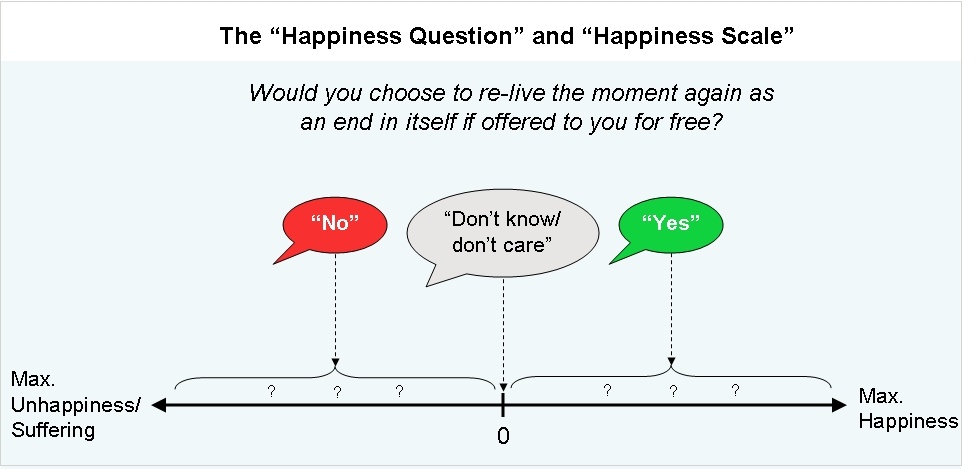 The “Happiness Question” and “Happiness Scale”
Would you choose to re-live the moment again as
an end in itself if offered to you for free?
“No”
“Don’t know/
don’t care”
“Yes”
Max.
Unhappiness/
Suffering
? ? ?
? ? ?
Max.
Happiness
0